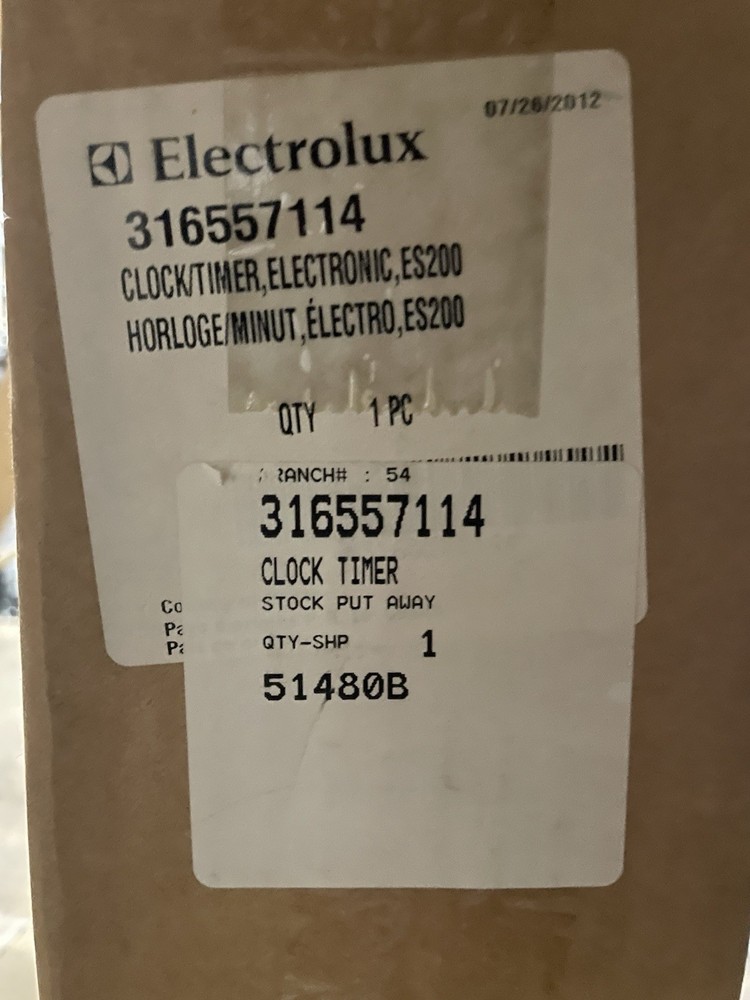 07/26/2012
Electrolux
316557114
CLOCK/TIMER,ELECTRONIC,ES200
HORLOGE/MINUT,ÉLECTRO,ES200
QTY 1 PC
RANCH# : 54
316557114
CLOCK TIMER
STOCK PUT AWAY
QTY-SHP 1
51480B